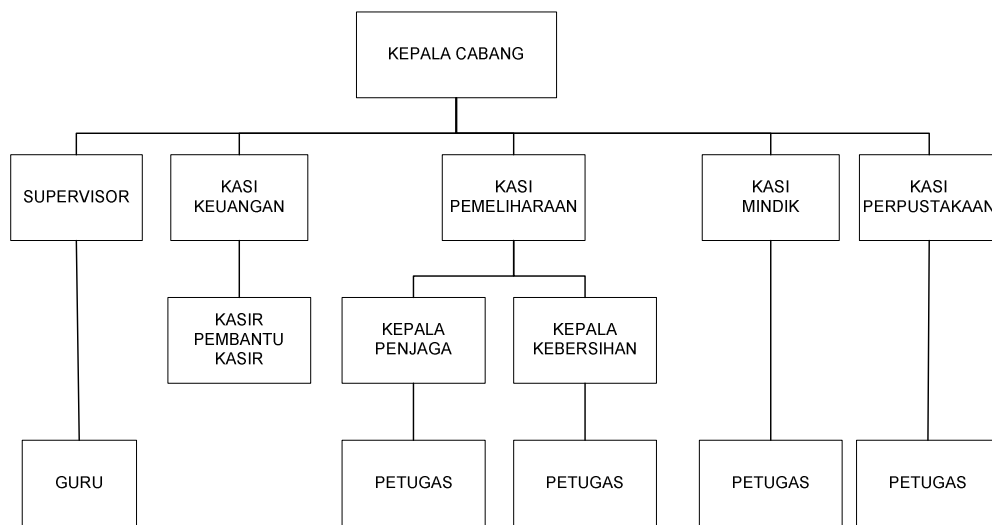 KEPALA CABANG
SUPERVISOR
KASI
KEUANGAN
KASI
PEMELIHARAAN
KASI
MINDIK
KASI
PERPUSTAKAAN
KASIR
PEMBANTU
KASIR
KEPALA
PENJAGA
KEPALA
KEBERSIHAN
GURU
PETUGAS
PETUGAS
PETUGAS
PETUGAS